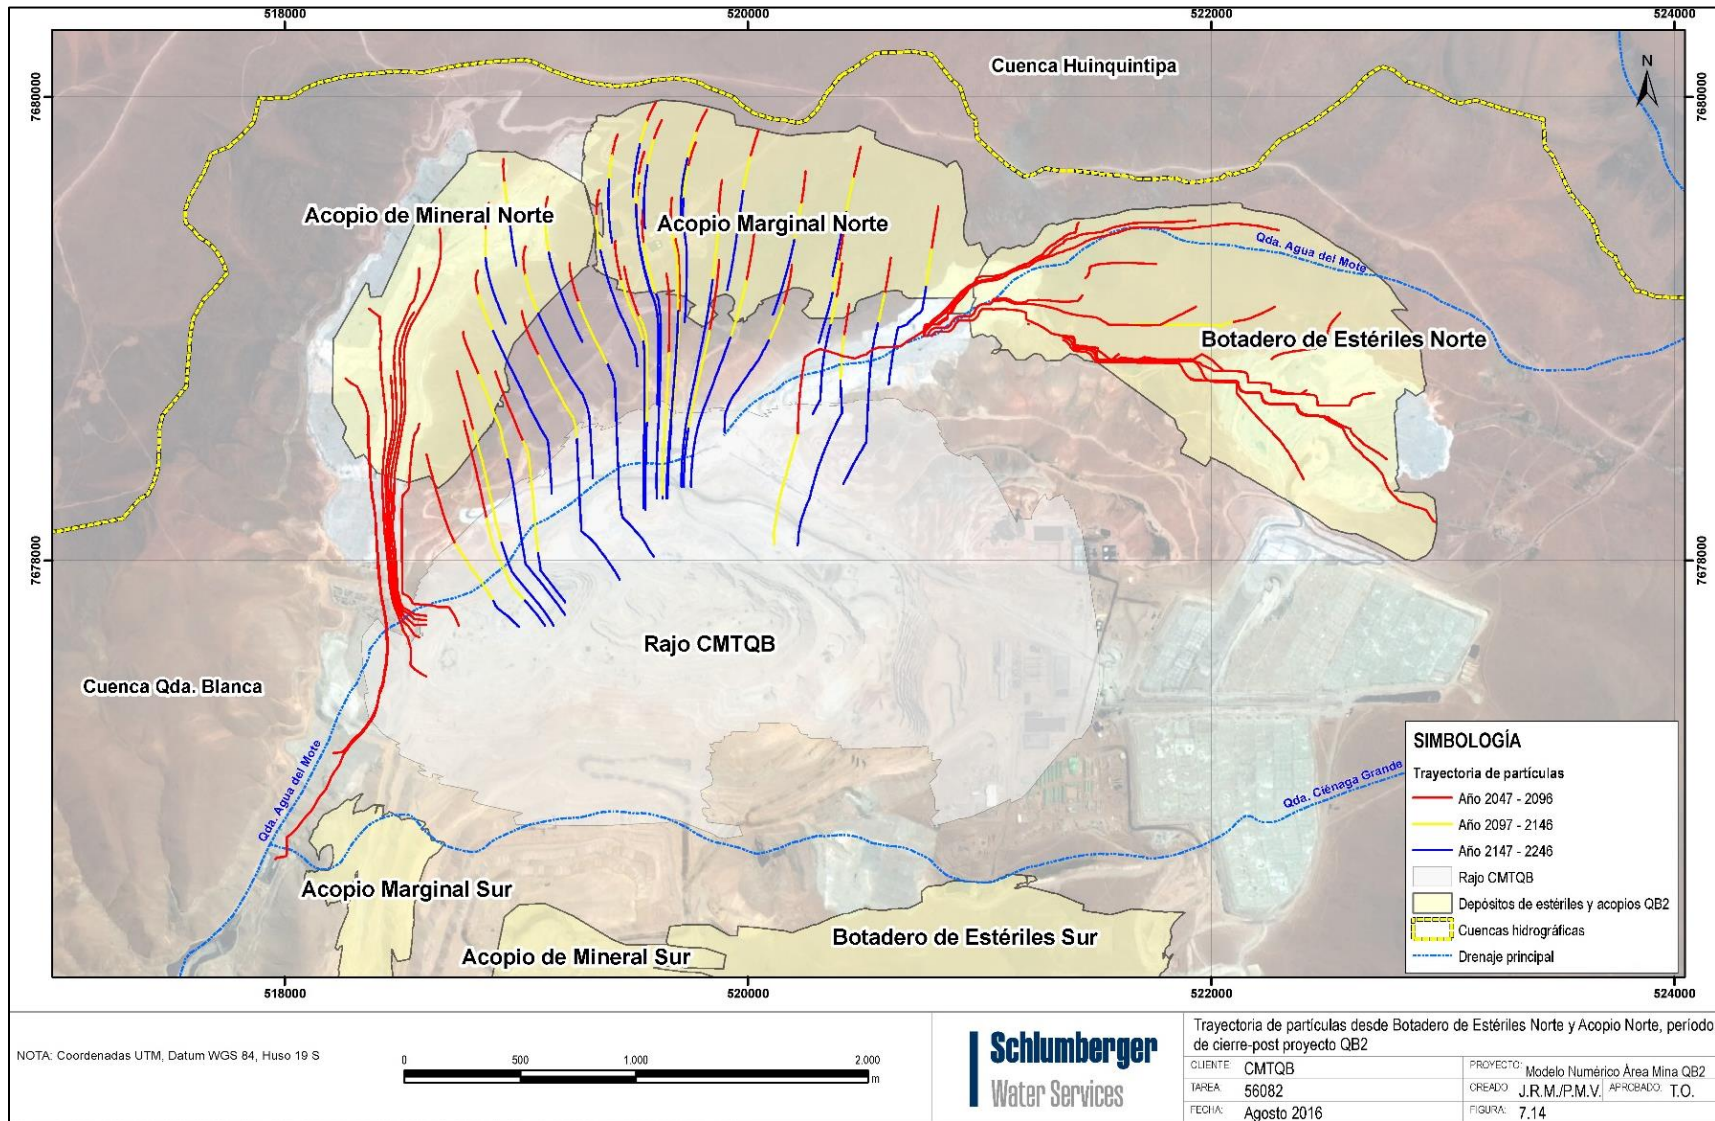 518000
520000
522000
524000
Cuenca Huinquintipa
N
7680000
7680000
Acopio de Mineral Norte
Acopio Marginal Norte
Qda. Agua del Mote
Botadero de Estériles Norte
7678000
7678000
Rajo CMTQB
Cuenca Qda. Blanca
Qda. Agua del Mote
Qda. Ciénaga Grande
Acopio Marginal Sur
Acopio de Mineral Sur
Botadero de Estériles Sur
SIMBOLOGÍA
Trayectoria de partículas
Año 2047 - 2096
Año 2097 - 2146
Año 2147 - 2246
Rajo CMTQB
Depósitos de estériles y acopios QB2
Cuencas hidrográficas
Drenaje principal
518000
520000
522000
524000
NOTA: Coordenadas UTM, Datum WGS 84, Huso 19 S
0 500 1.000 2.000
m
Schlumberger
Water Services
Trayectoria de partículas desde Botadero de Estériles Norte y Acopio Norte, período
de cierre-post proyecto QB2
CLIENTE: CMTQB
PROYECTO: Modelo Numérico Área Mina QB2
TAREA: 56082
CREADO: J.R.M./P.M.V. APROBADO: T.O.
FECHA: Agosto 2016
FIGURA: 7.14